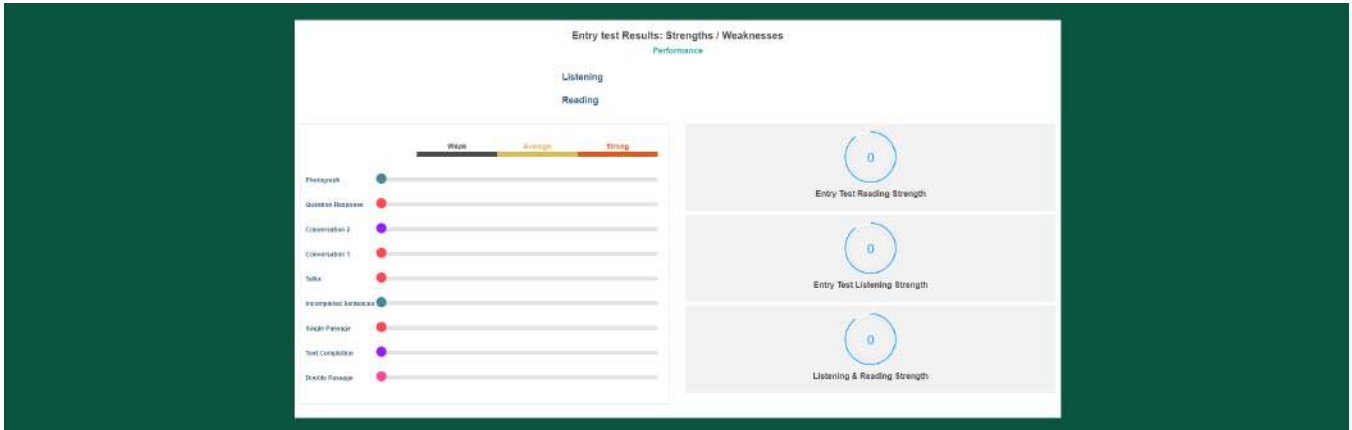 Entry test Results: Strengths / Weaknesses
Performance
Listening
Reading
Weak Average Strong
Photograph
Question Response
Conversation 2
Conversation 1
Talks
Incompleted Sentences
Single Passage
Text Completion
Double Passage
0
Entry Test Reading Strength
0
Entry Test Listening Strength
0
Listening & Reading Strength